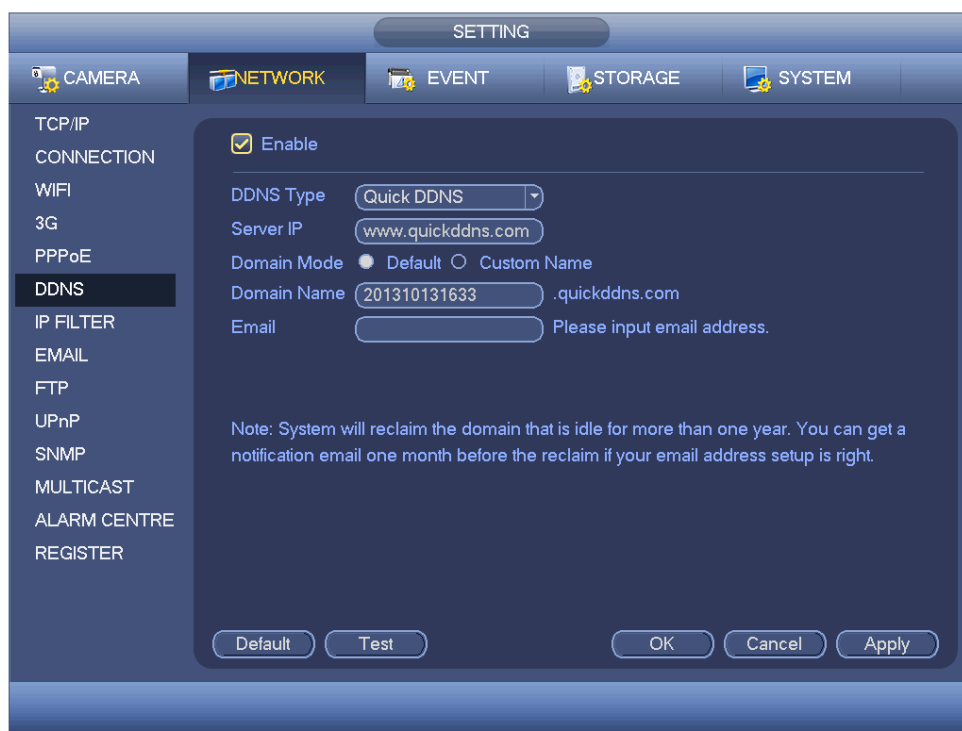 SETTING
CAMERA NETWORK EVENT STORAGE SYSTEM
TCP/IP
CONNECTION
WIFI
3G
PPPoE
DDNS
IP FILTER
EMAIL
FTP
UPnP
SNMP
MULTICAST
ALARM CENTRE
REGISTER
Enable
DDNS Type Quick DDNS
Server IP www.quickddns.com
Domain Mode Default Custom Name
Domain Name 201310131633 .quickddns.com
Email Please input email address.
Note: System will reclaim the domain that is idle for more than one year. You can get a
notification email one month before the reclaim if your email address setup is right.
Default Test OK Cancel Apply